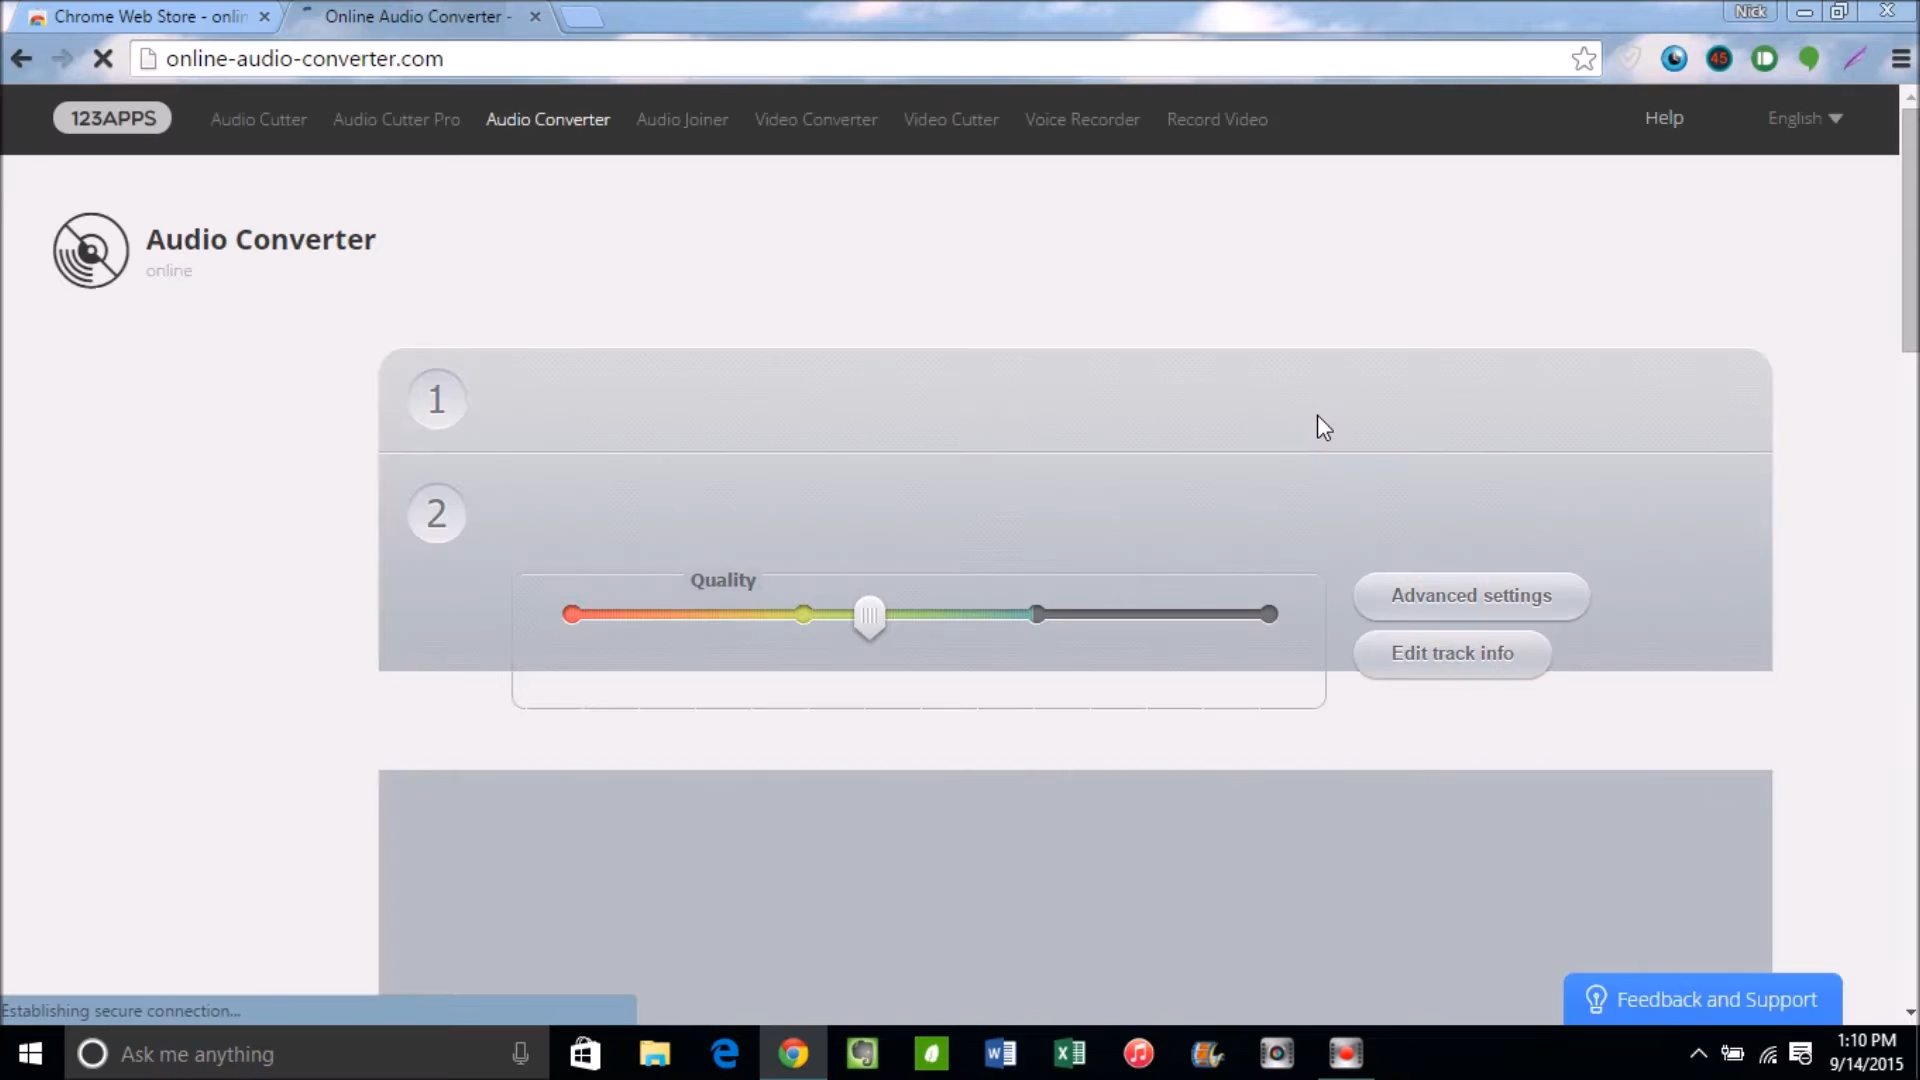 Chrome Web Store - onlin
Online Audio Converter -
Nick
online-audio-converter.com
45
123APPS
Audio Cutter
Audio Cutter Pro
Audio Converter
Audio Joiner
Video Converter
Video Cutter
Voice Recorder
Record Video
Help
English
Audio Converter
online
1
2
Quality
Advanced settings
Edit track info
Establishing secure connection...
Feedback and Support
Ask me anything
1:10 PM
9/14/2015